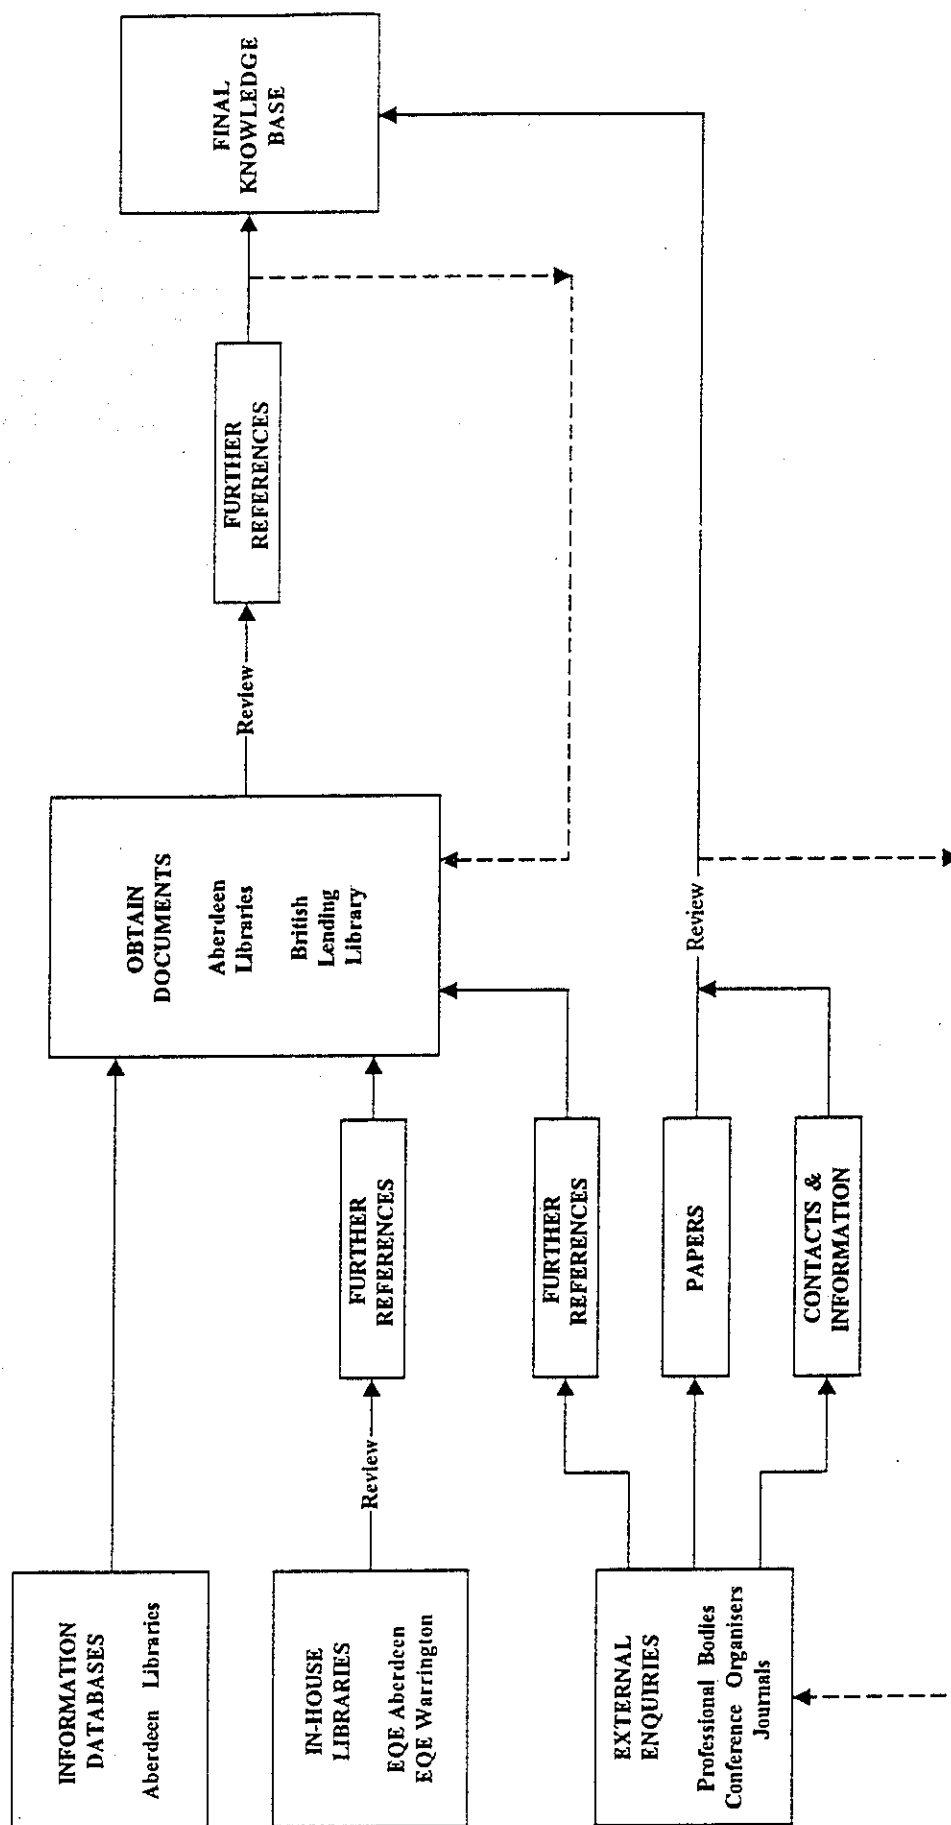 INFORMATION
DATABASES
Aberdeen Libraries
IN-HOUSE
LIBRARIES
EQE Aberdeen
EQE Warrington
EXTERNAL
ENQUIRIES
Professional Bodies
Conference Organisers
Journals
Review
FURTHER
REFERENCES
FURTHER
REFERENCES
PAPERS
CONTACTS &
INFORMATION
OBTAIN
DOCUMENTS
Aberdeen
Libraries
British
Lending
Library
Review
Review
FURTHER
REFERENCES
FINAL
KNOWLEDGE
BASE